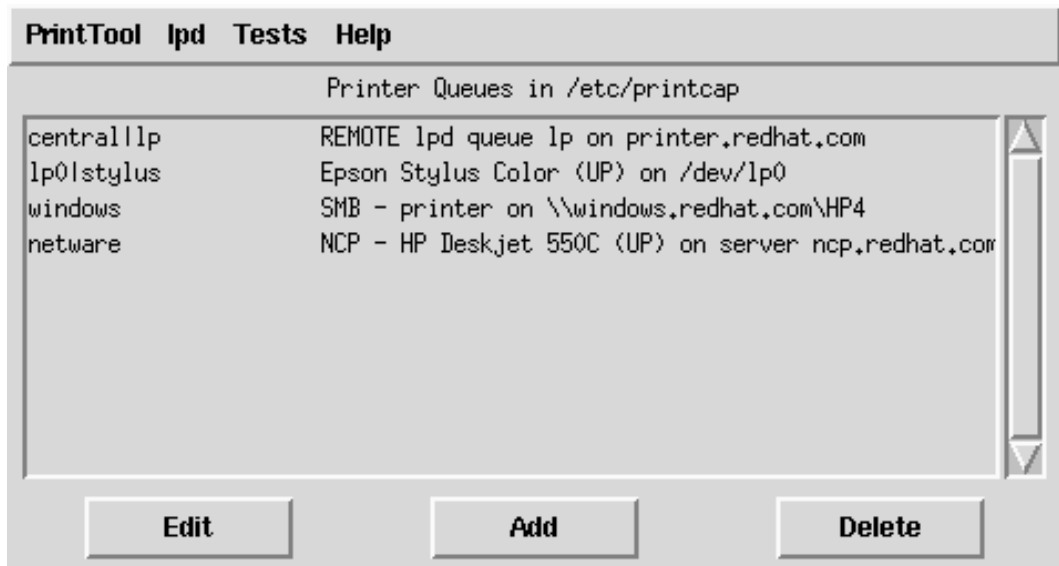 PrintTool lpd Tests Help
Printer Queues in /etc/printcap
central|lp REMOTE lpd queue lp on printer.redhat.com
lp0|stylus Epson Stylus Color (UP) on /dev/lp0
windows SMB - printer on \\windows.redhat.com\HP4
netware NCP - HP Deskjet 550C (UP) on server ncp.redhat.com
Edit Add Delete